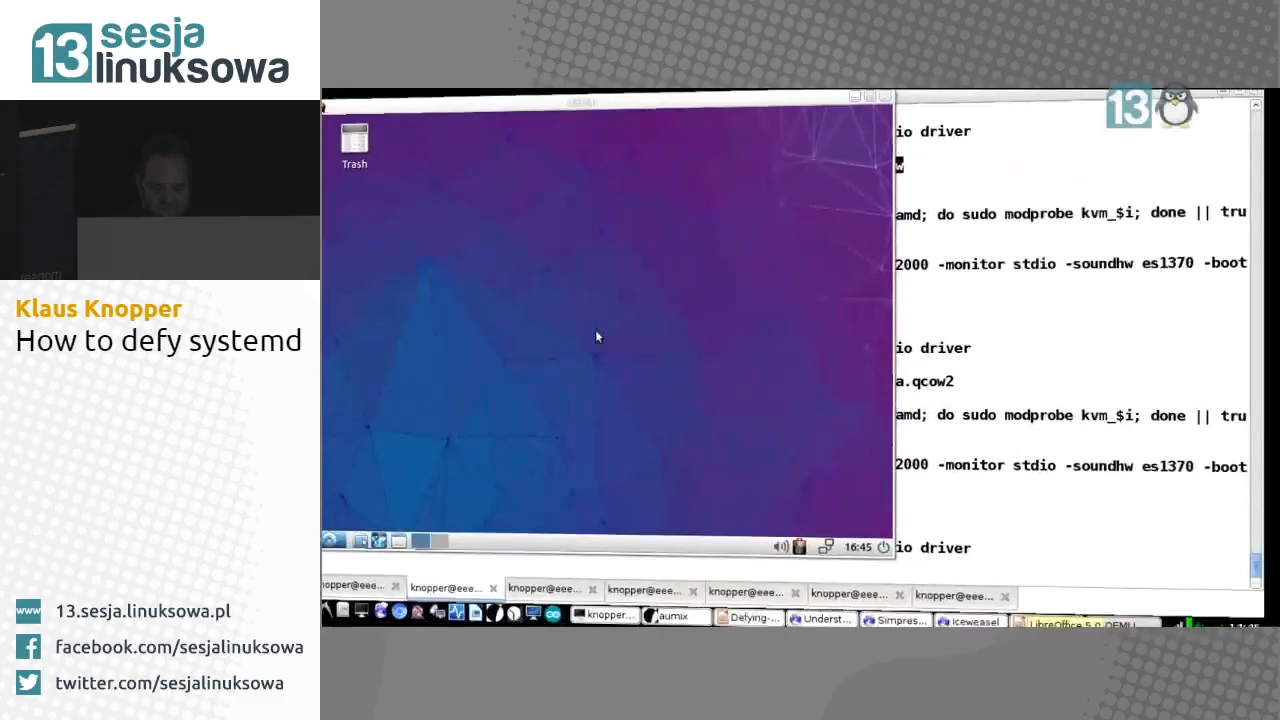 13 sesja
linuksowa
Klaus Knopper
How to defy systemd
13.sesja.linuksowa.pl
facebook.com/sesjalinuksowa
twitter.com/sesjalinuksowa
www
13
Trash
io driver
w
amd; do sudo modprobe kvm_$i; done || tru
2000 -monitor stdio -soundhw es1370 -boot
io driver
a.qcow2
amd; do sudo modprobe kvm_$i; done || tru
2000 -monitor stdio -soundhw es1370 -boot
io driver
16:45
nopper@eee... knopper@eee... knopper@eee... knopper@eee... knopper@eee... knopper@eee... knopper@eee...
knopper... aumix Defying-... Underst... Simpres... Iceweasel LibreOffice